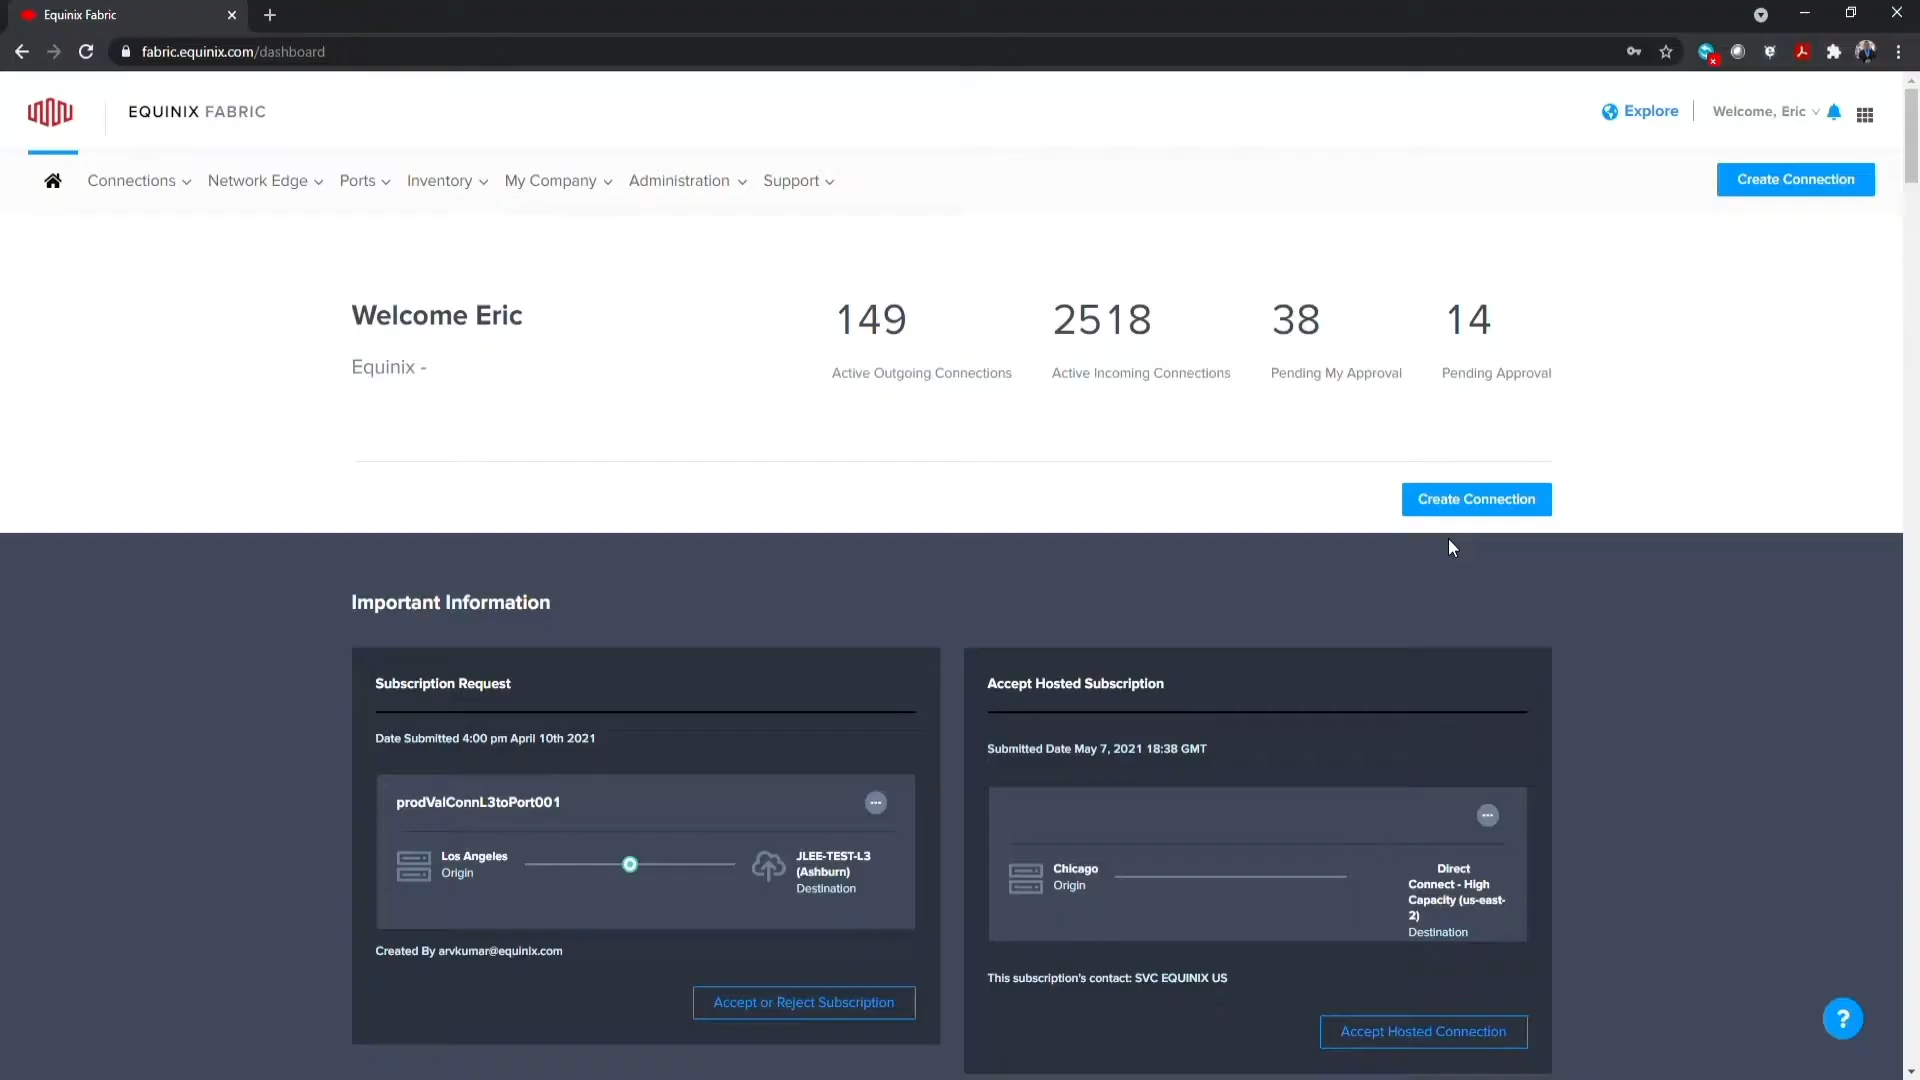 Equinix Fabric
fabric.equinix.com/dashboard
EQUINIX FABRIC
Explore
Welcome, Eric
Connections
Network Edge
Ports
Inventory
My Company
Administration
Support
Create Connection
Welcome Eric
Equinix -
149
Active Outgoing Connections
2518
Active Incoming Connections
38
Pending My Approval
14
Pending Approval
Create Connection
Important Information
Subscription Request
Date Submitted 4:00 pm April 10th 2021
prodValConnL3toPort001
Los Angeles
Origin
JLEE-TEST-L3
(Ashburn)
Destination
Created By arvkumar@equinix.com
Accept or Reject Subscription
Accept Hosted Subscription
Submitted Date May 7, 2021 18:38 GMT
Chicago
Origin
Direct
Connect - High
Capacity (us-east-
2)
Destination
This subscription's contact: SVC EQUINIX US
Accept Hosted Connection
?